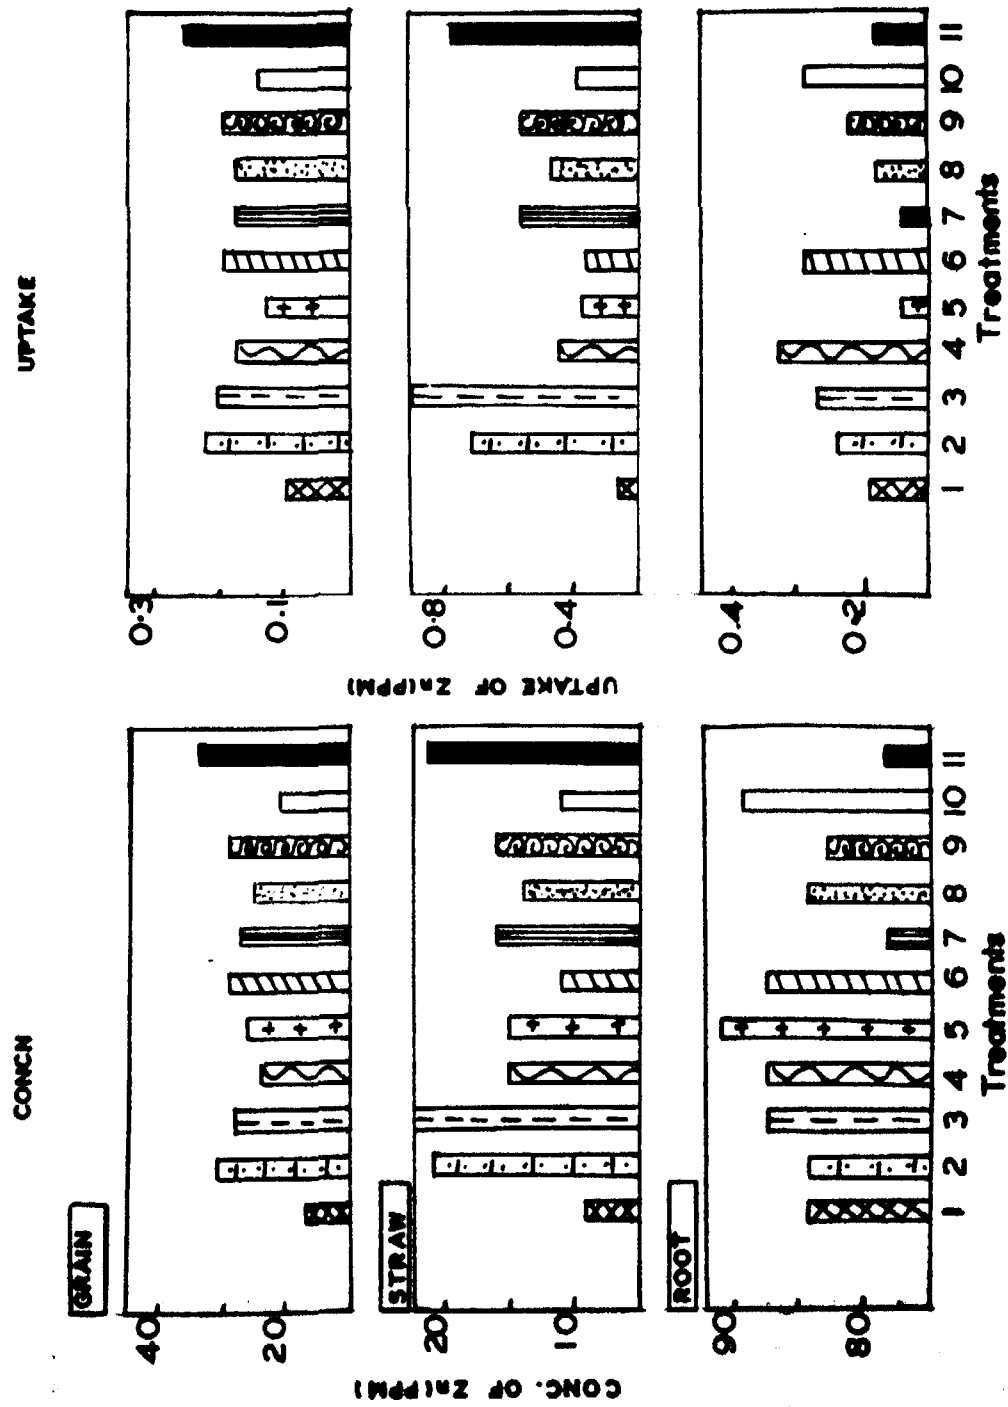 CONCN
UPTAKE
GRAIN
40
20
0.3
0.1
CONC. OF Zn(PPM)
UPTAKE OF Zn(PPM)
STRAW
20
10
0.8
0.4
ROOT
90
80
0.4
0.2
1 2 3 4 5 6 7 8 9 10 11
1 2 3 4 5 6 7 8 9 10 11
Treatments
Treatments